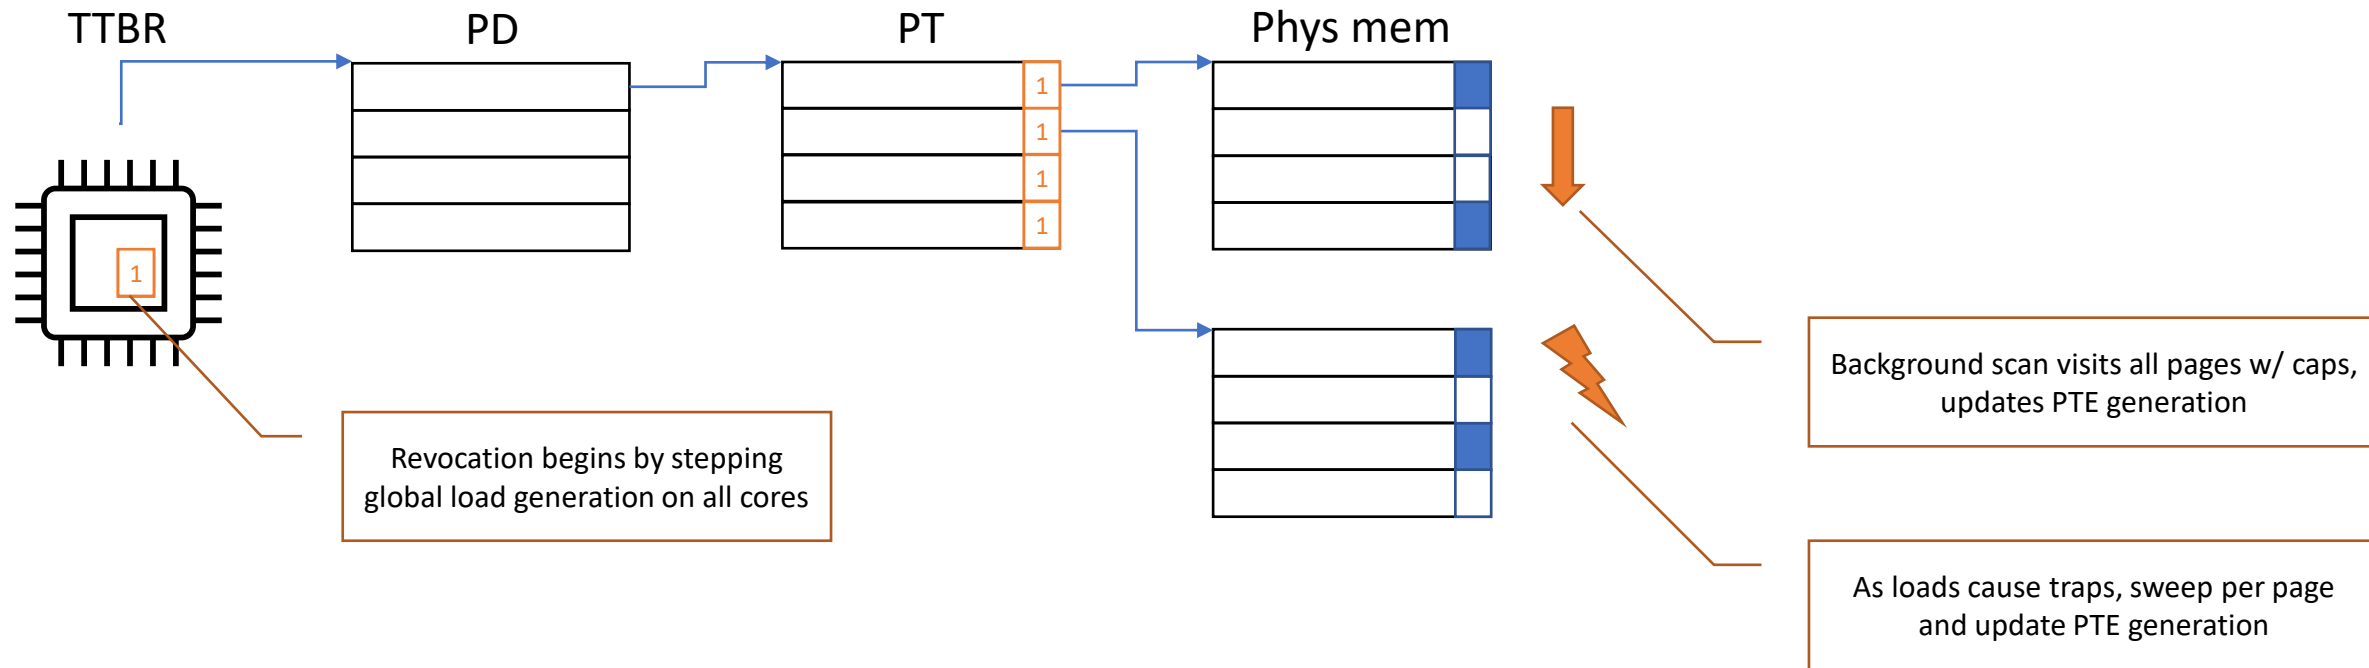 TTBR
PD
PT
Phys mem
1
1
1
1
1
Revocation begins by stepping
global load generation on all cores
Background scan visits all pages w/ caps,
updates PTE generation
As loads cause traps, sweep per page
and update PTE generation